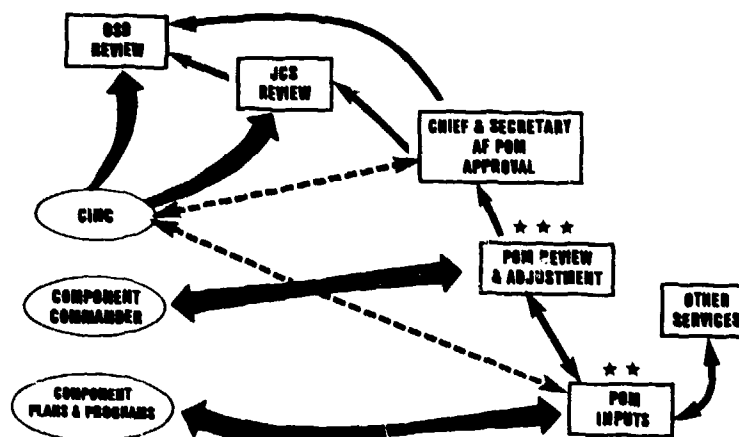 OSD
REVIEW
JCS
REVIEW
CHIEF & SECRETARY
AF POM
APPROVAL
CINC
★ ★ ★
POM REVIEW
& ADJUSTMENT
COMPONENT
COMMANDER
OTHER
SERVICES
★ ★
POM
INPUTS
COMPONENT
PLANS & PROGRAMS